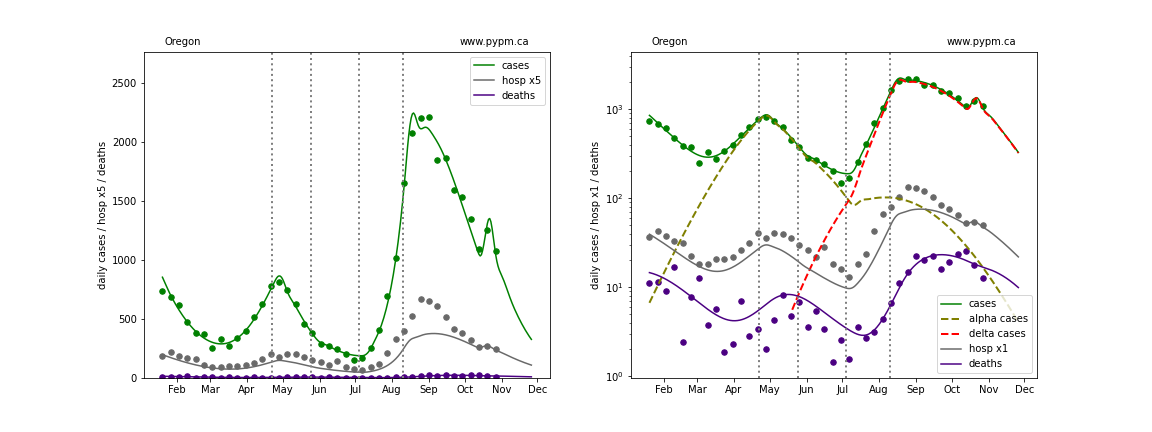 Oregon www.pypm.ca
daily cases / hosp x5 / deaths
2500
2000
1500
1000
500
0
cases
hosp x5
deaths
Feb Mar Apr May Jun Jul Aug Sep Oct Nov Dec
Oregon www.pypm.ca
daily cases / hosp x1 / deaths
10³
10²
10¹
10⁰
cases
alpha cases
delta cases
hosp x1
deaths
Feb Mar Apr May Jun Jul Aug Sep Oct Nov Dec